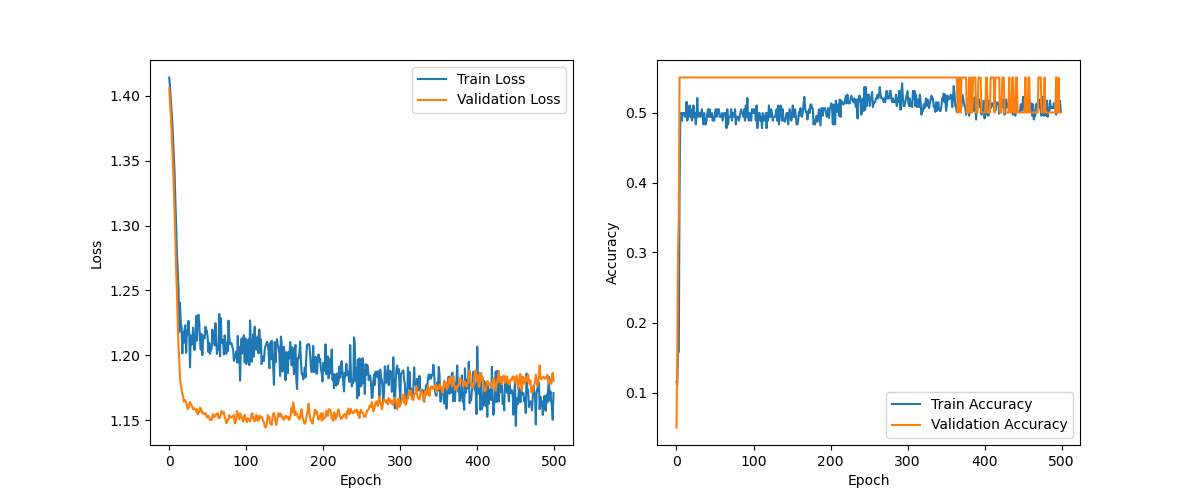 1.40
1.35
1.30
1.25
1.20
1.15
Loss
0
100
200
300
400
500
Epoch
Train Loss
Validation Loss
0.5
0.4
0.3
0.2
0.1
Accuracy
0
100
200
300
400
500
Epoch
Train Accuracy
Validation Accuracy